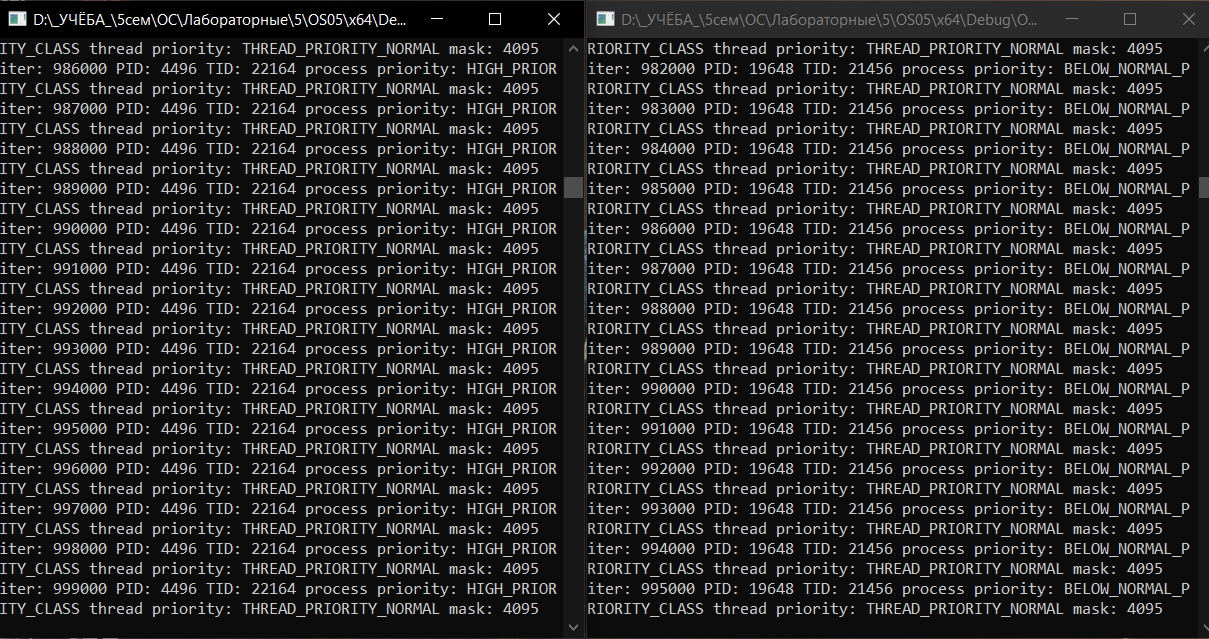 D:\_УЧЁБА_\5сем\ОС\Лабораторные\5\OS05\x64\De...
ITY_CLASS thread priority: THREAD_PRIORITY_NORMAL mask: 4095
iter: 986000 PID: 4496 TID: 22164 process priority: HIGH_PRIOR
ITY_CLASS thread priority: THREAD_PRIORITY_NORMAL mask: 4095
iter: 987000 PID: 4496 TID: 22164 process priority: HIGH_PRIOR
ITY_CLASS thread priority: THREAD_PRIORITY_NORMAL mask: 4095
iter: 988000 PID: 4496 TID: 22164 process priority: HIGH_PRIOR
ITY_CLASS thread priority: THREAD_PRIORITY_NORMAL mask: 4095
iter: 989000 PID: 4496 TID: 22164 process priority: HIGH_PRIOR
ITY_CLASS thread priority: THREAD_PRIORITY_NORMAL mask: 4095
iter: 990000 PID: 4496 TID: 22164 process priority: HIGH_PRIOR
ITY_CLASS thread priority: THREAD_PRIORITY_NORMAL mask: 4095
iter: 991000 PID: 4496 TID: 22164 process priority: HIGH_PRIOR
ITY_CLASS thread priority: THREAD_PRIORITY_NORMAL mask: 4095
iter: 992000 PID: 4496 TID: 22164 process priority: HIGH_PRIOR
ITY_CLASS thread priority: THREAD_PRIORITY_NORMAL mask: 4095
iter: 993000 PID: 4496 TID: 22164 process priority: HIGH_PRIOR
ITY_CLASS thread priority: THREAD_PRIORITY_NORMAL mask: 4095
iter: 994000 PID: 4496 TID: 22164 process priority: HIGH_PRIOR
ITY_CLASS thread priority: THREAD_PRIORITY_NORMAL mask: 4095
iter: 995000 PID: 4496 TID: 22164 process priority: HIGH_PRIOR
ITY_CLASS thread priority: THREAD_PRIORITY_NORMAL mask: 4095
iter: 996000 PID: 4496 TID: 22164 process priority: HIGH_PRIOR
ITY_CLASS thread priority: THREAD_PRIORITY_NORMAL mask: 4095
iter: 997000 PID: 4496 TID: 22164 process priority: HIGH_PRIOR
ITY_CLASS thread priority: THREAD_PRIORITY_NORMAL mask: 4095
iter: 998000 PID: 4496 TID: 22164 process priority: HIGH_PRIOR
ITY_CLASS thread priority: THREAD_PRIORITY_NORMAL mask: 4095
iter: 999000 PID: 4496 TID: 22164 process priority: HIGH_PRIOR
ITY_CLASS thread priority: THREAD_PRIORITY_NORMAL mask: 4095
D:\_УЧЁБА_\5сем\ОС\Лабораторные\5\OS05\x64\Debug\O...
RIORITY_CLASS thread priority: THREAD_PRIORITY_NORMAL mask: 4095
iter: 982000 PID: 19648 TID: 21456 process priority: BELOW_NORMAL_P
RIORITY_CLASS thread priority: THREAD_PRIORITY_NORMAL mask: 4095
iter: 983000 PID: 19648 TID: 21456 process priority: BELOW_NORMAL_P
RIORITY_CLASS thread priority: THREAD_PRIORITY_NORMAL mask: 4095
iter: 984000 PID: 19648 TID: 21456 process priority: BELOW_NORMAL_P
RIORITY_CLASS thread priority: THREAD_PRIORITY_NORMAL mask: 4095
iter: 985000 PID: 19648 TID: 21456 process priority: BELOW_NORMAL_P
RIORITY_CLASS thread priority: THREAD_PRIORITY_NORMAL mask: 4095
iter: 986000 PID: 19648 TID: 21456 process priority: BELOW_NORMAL_P
RIORITY_CLASS thread priority: THREAD_PRIORITY_NORMAL mask: 4095
iter: 987000 PID: 19648 TID: 21456 process priority: BELOW_NORMAL_P
RIORITY_CLASS thread priority: THREAD_PRIORITY_NORMAL mask: 4095
iter: 988000 PID: 19648 TID: 21456 process priority: BELOW_NORMAL_P
RIORITY_CLASS thread priority: THREAD_PRIORITY_NORMAL mask: 4095
iter: 989000 PID: 19648 TID: 21456 process priority: BELOW_NORMAL_P
RIORITY_CLASS thread priority: THREAD_PRIORITY_NORMAL mask: 4095
iter: 990000 PID: 19648 TID: 21456 process priority: BELOW_NORMAL_P
RIORITY_CLASS thread priority: THREAD_PRIORITY_NORMAL mask: 4095
iter: 991000 PID: 19648 TID: 21456 process priority: BELOW_NORMAL_P
RIORITY_CLASS thread priority: THREAD_PRIORITY_NORMAL mask: 4095
iter: 992000 PID: 19648 TID: 21456 process priority: BELOW_NORMAL_P
RIORITY_CLASS thread priority: THREAD_PRIORITY_NORMAL mask: 4095
iter: 993000 PID: 19648 TID: 21456 process priority: BELOW_NORMAL_P
RIORITY_CLASS thread priority: THREAD_PRIORITY_NORMAL mask: 4095
iter: 994000 PID: 19648 TID: 21456 process priority: BELOW_NORMAL_P
RIORITY_CLASS thread priority: THREAD_PRIORITY_NORMAL mask: 4095
iter: 995000 PID: 19648 TID: 21456 process priority: BELOW_NORMAL_P
RIORITY_CLASS thread priority: THREAD_PRIORITY_NORMAL mask: 4095